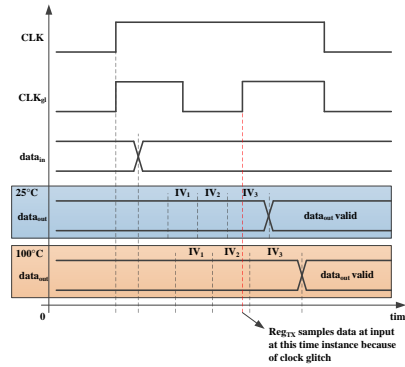 CLK
CLKgl
datain
25°C
IV1 IV2 IV3
dataout
dataout valid
100°C
IV1 IV2 IV3
dataout
dataout valid
0
tim
RegTX samples data at input
at this time instance because
of clock glitch